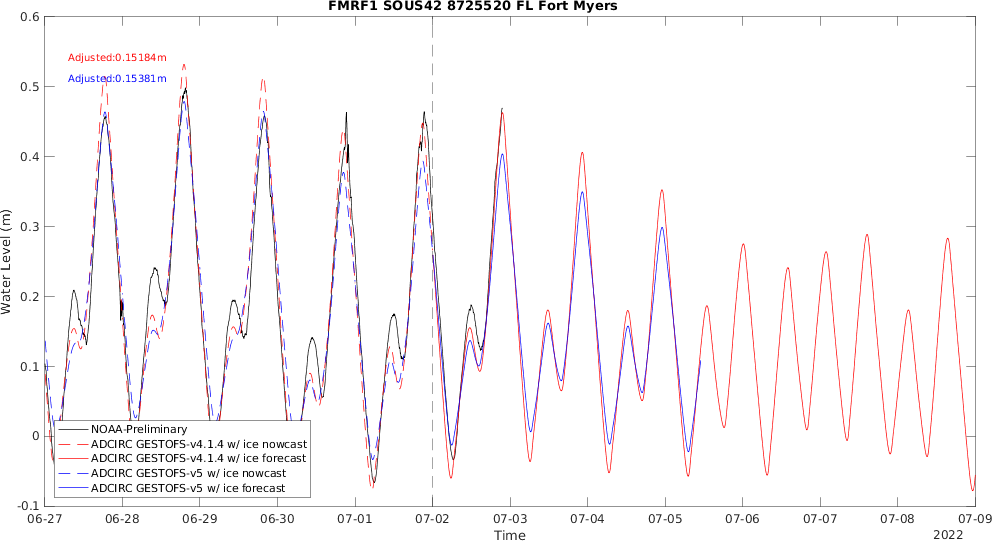 FMRF1 SOUS42 8725520 FL Fort Myers
0.6
Adjusted:0.15184m
Adjusted:0.15381m
0.5
0.4
0.3
0.2
0.1
0
-0.1
Water Level (m)
NOAA-Preliminary
ADCIRC GESTOFS-v4.1.4 w/ ice nowcast
ADCIRC GESTOFS-v4.1.4 w/ ice forecast
ADCIRC GESTOFS-v5 w/ ice nowcast
ADCIRC GESTOFS-v5 w/ ice forecast
06-27 06-28 06-29 06-30 07-01 07-02 07-03 07-04 07-05 07-06 07-07 07-08 07-09
Time
2022